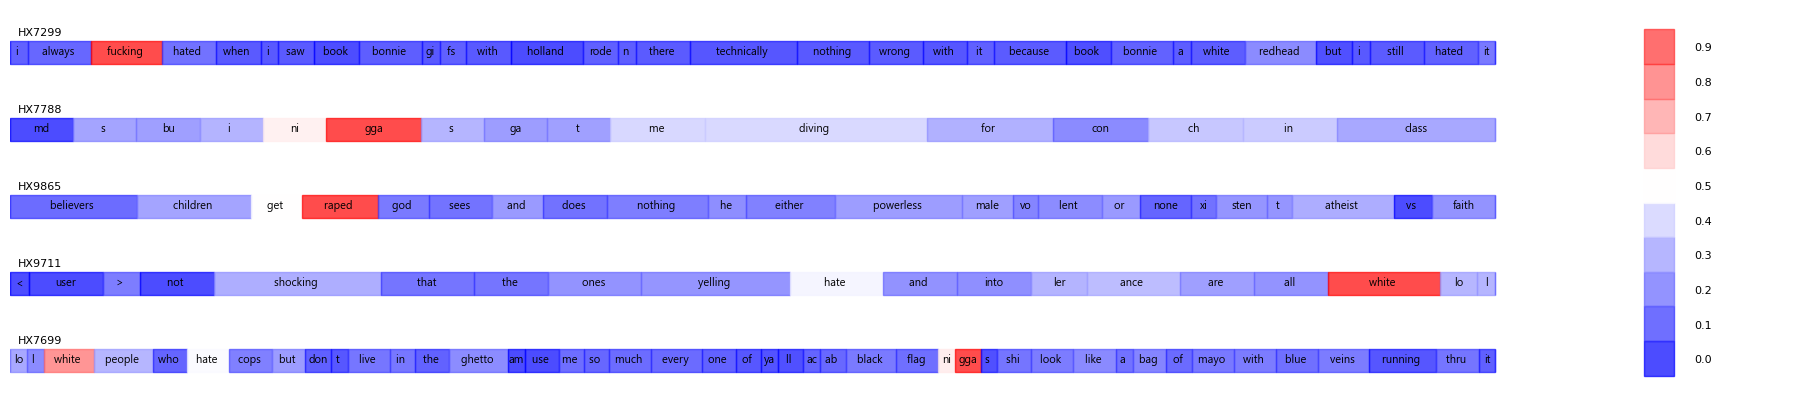 HX7299
i always fucking hated when i saw book bonnie gi fs with holland rode n there technically nothing wrong with it because book bonnie a white redhead but i still hated it
0.9
0.8
HX7788
0.7
md s bu i ni gga s ga t me diving for con ch in class
0.6
HX9865
0.5
believers children get raped god sees and does nothing he either powerless male vo lent or none xi sten t atheist vs faith
0.4
0.3
HX9711
< user > not shocking that the ones yelling hate and into ler ance are all white lo l
0.2
0.1
HX7699
lo l white people who hate cops but don t live in the ghetto am use me so much every one of ya ll ac ab black flag ni gga s shi look like a bag of mayo with blue veins running thru it
0.0